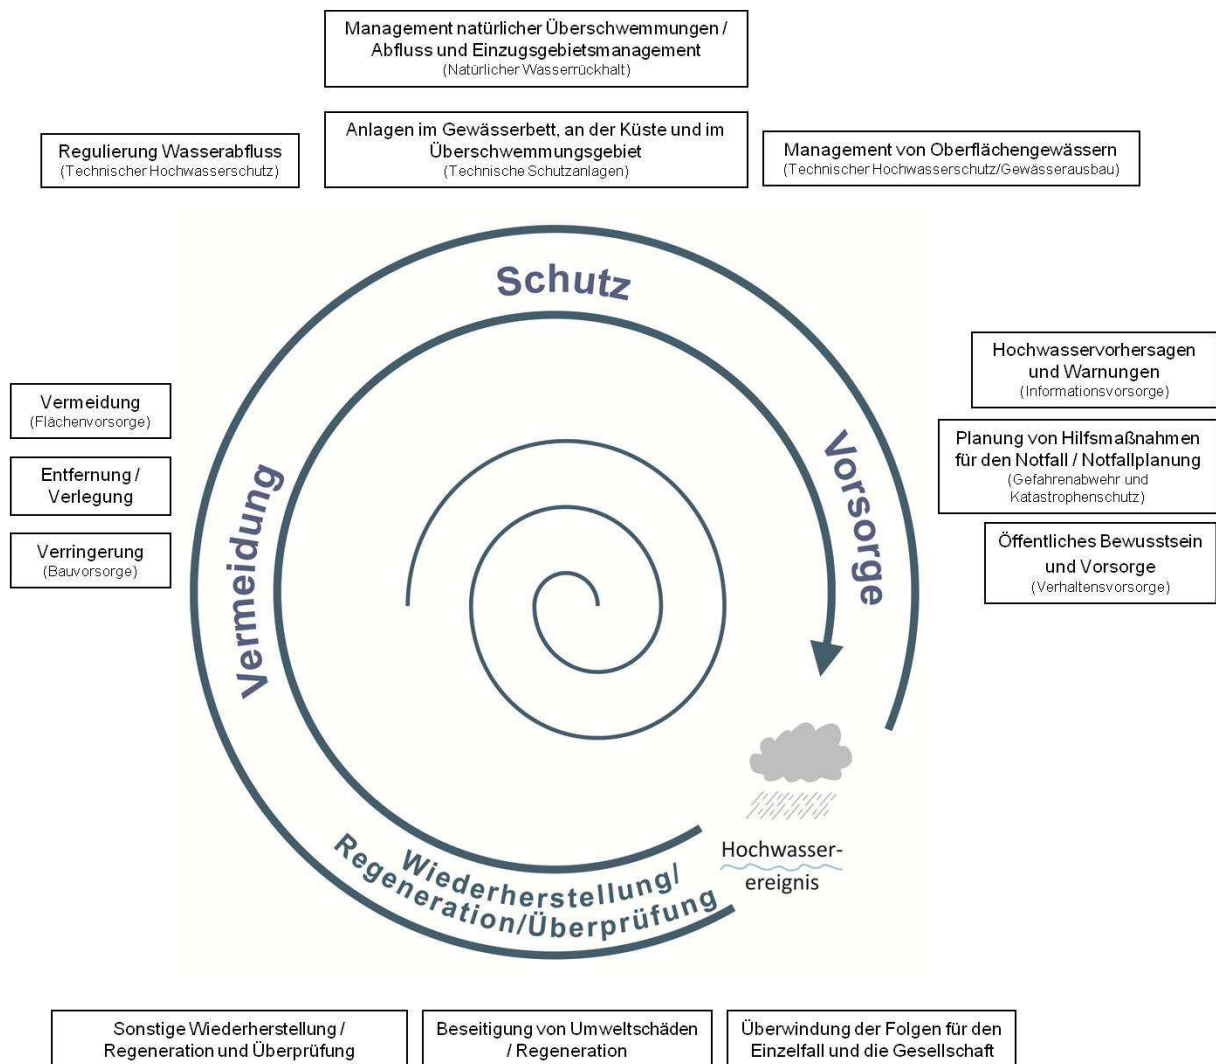 Management natürlicher Überschwemmungen /
Abfluss und Einzugsgebietsmanagement
(Natürlicher Wasserrückhalt)
Regulierung Wasserabfluss
(Technischer Hochwasserschutz)
Anlagen im Gewässerbett, an der Küste und im
Überschwemmungsgebiet
(Technische Schutzanlagen)
Management von Oberflächengewässern
(Technischer Hochwasserschutz/Gewässerausbau)
Schutz
Vorsorge
Vermeidung
Wiederherstellung/
Regeneration/Überprüfung
Hochwasser-
ereignis
Vermeidung
(Flächenvorsorge)
Entfernung /
Verlegung
Verringerung
(Bauvorsorge)
Hochwasservorhersagen
und Warnungen
(Informationsvorsorge)
Planung von Hilfsmaßnahmen
für den Notfall / Notfallplanung
(Gefahrenabwehr und
Katastrophenschutz)
Öffentliches Bewusstsein
und Vorsorge
(Verhaltensvorsorge)
Sonstige Wiederherstellung /
Regeneration und Überprüfung
Beseitigung von Umweltschäden
/ Regeneration
Überwindung der Folgen für den
Einzelfall und die Gesellschaft